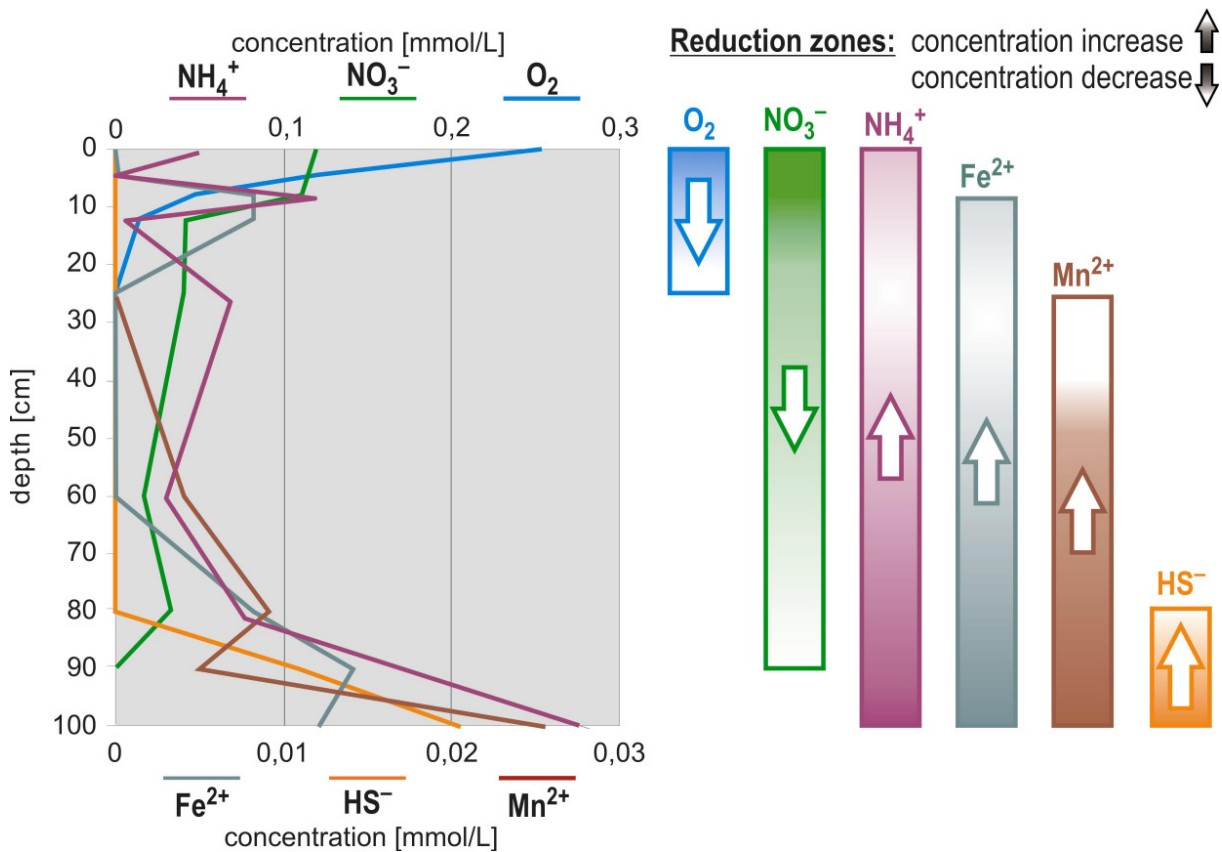 concentration [mmol/L]
NH₄⁺ NO₃⁻ O₂
0 0,1 0,2 0,3
0
10
20
30
40
50
60
70
80
90
100
depth [cm]
0 0,01 0,02 0,03
Fe²⁺ HS⁻ Mn²⁺
concentration [mmol/L]
Reduction zones: concentration increase
concentration decrease
O₂ NO₃⁻ NH₄⁺
Fe²⁺
Mn²⁺
HS⁻